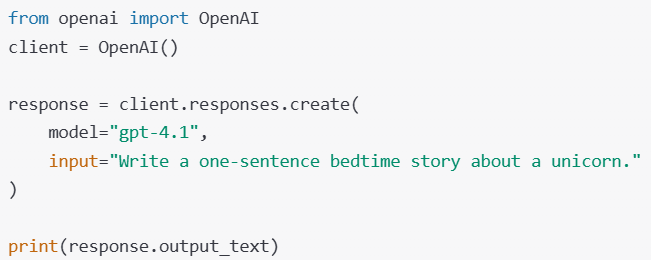 from openai import OpenAI
client = OpenAI()

response = client.responses.create(
    model="gpt-4.1",
    input="Write a one-sentence bedtime story about a unicorn."
)

print(response.output_text)